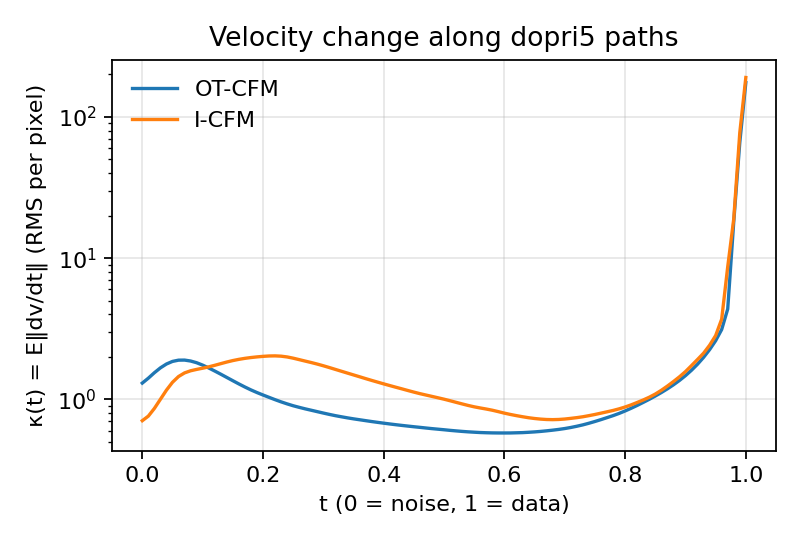 Velocity change along dopri5 paths
κ(t) = E‖dv/dt‖ (RMS per pixel)
10²
10¹
10⁰
OT-CFM
I-CFM
0.0 0.2 0.4 0.6 0.8 1.0
t (0 = noise, 1 = data)